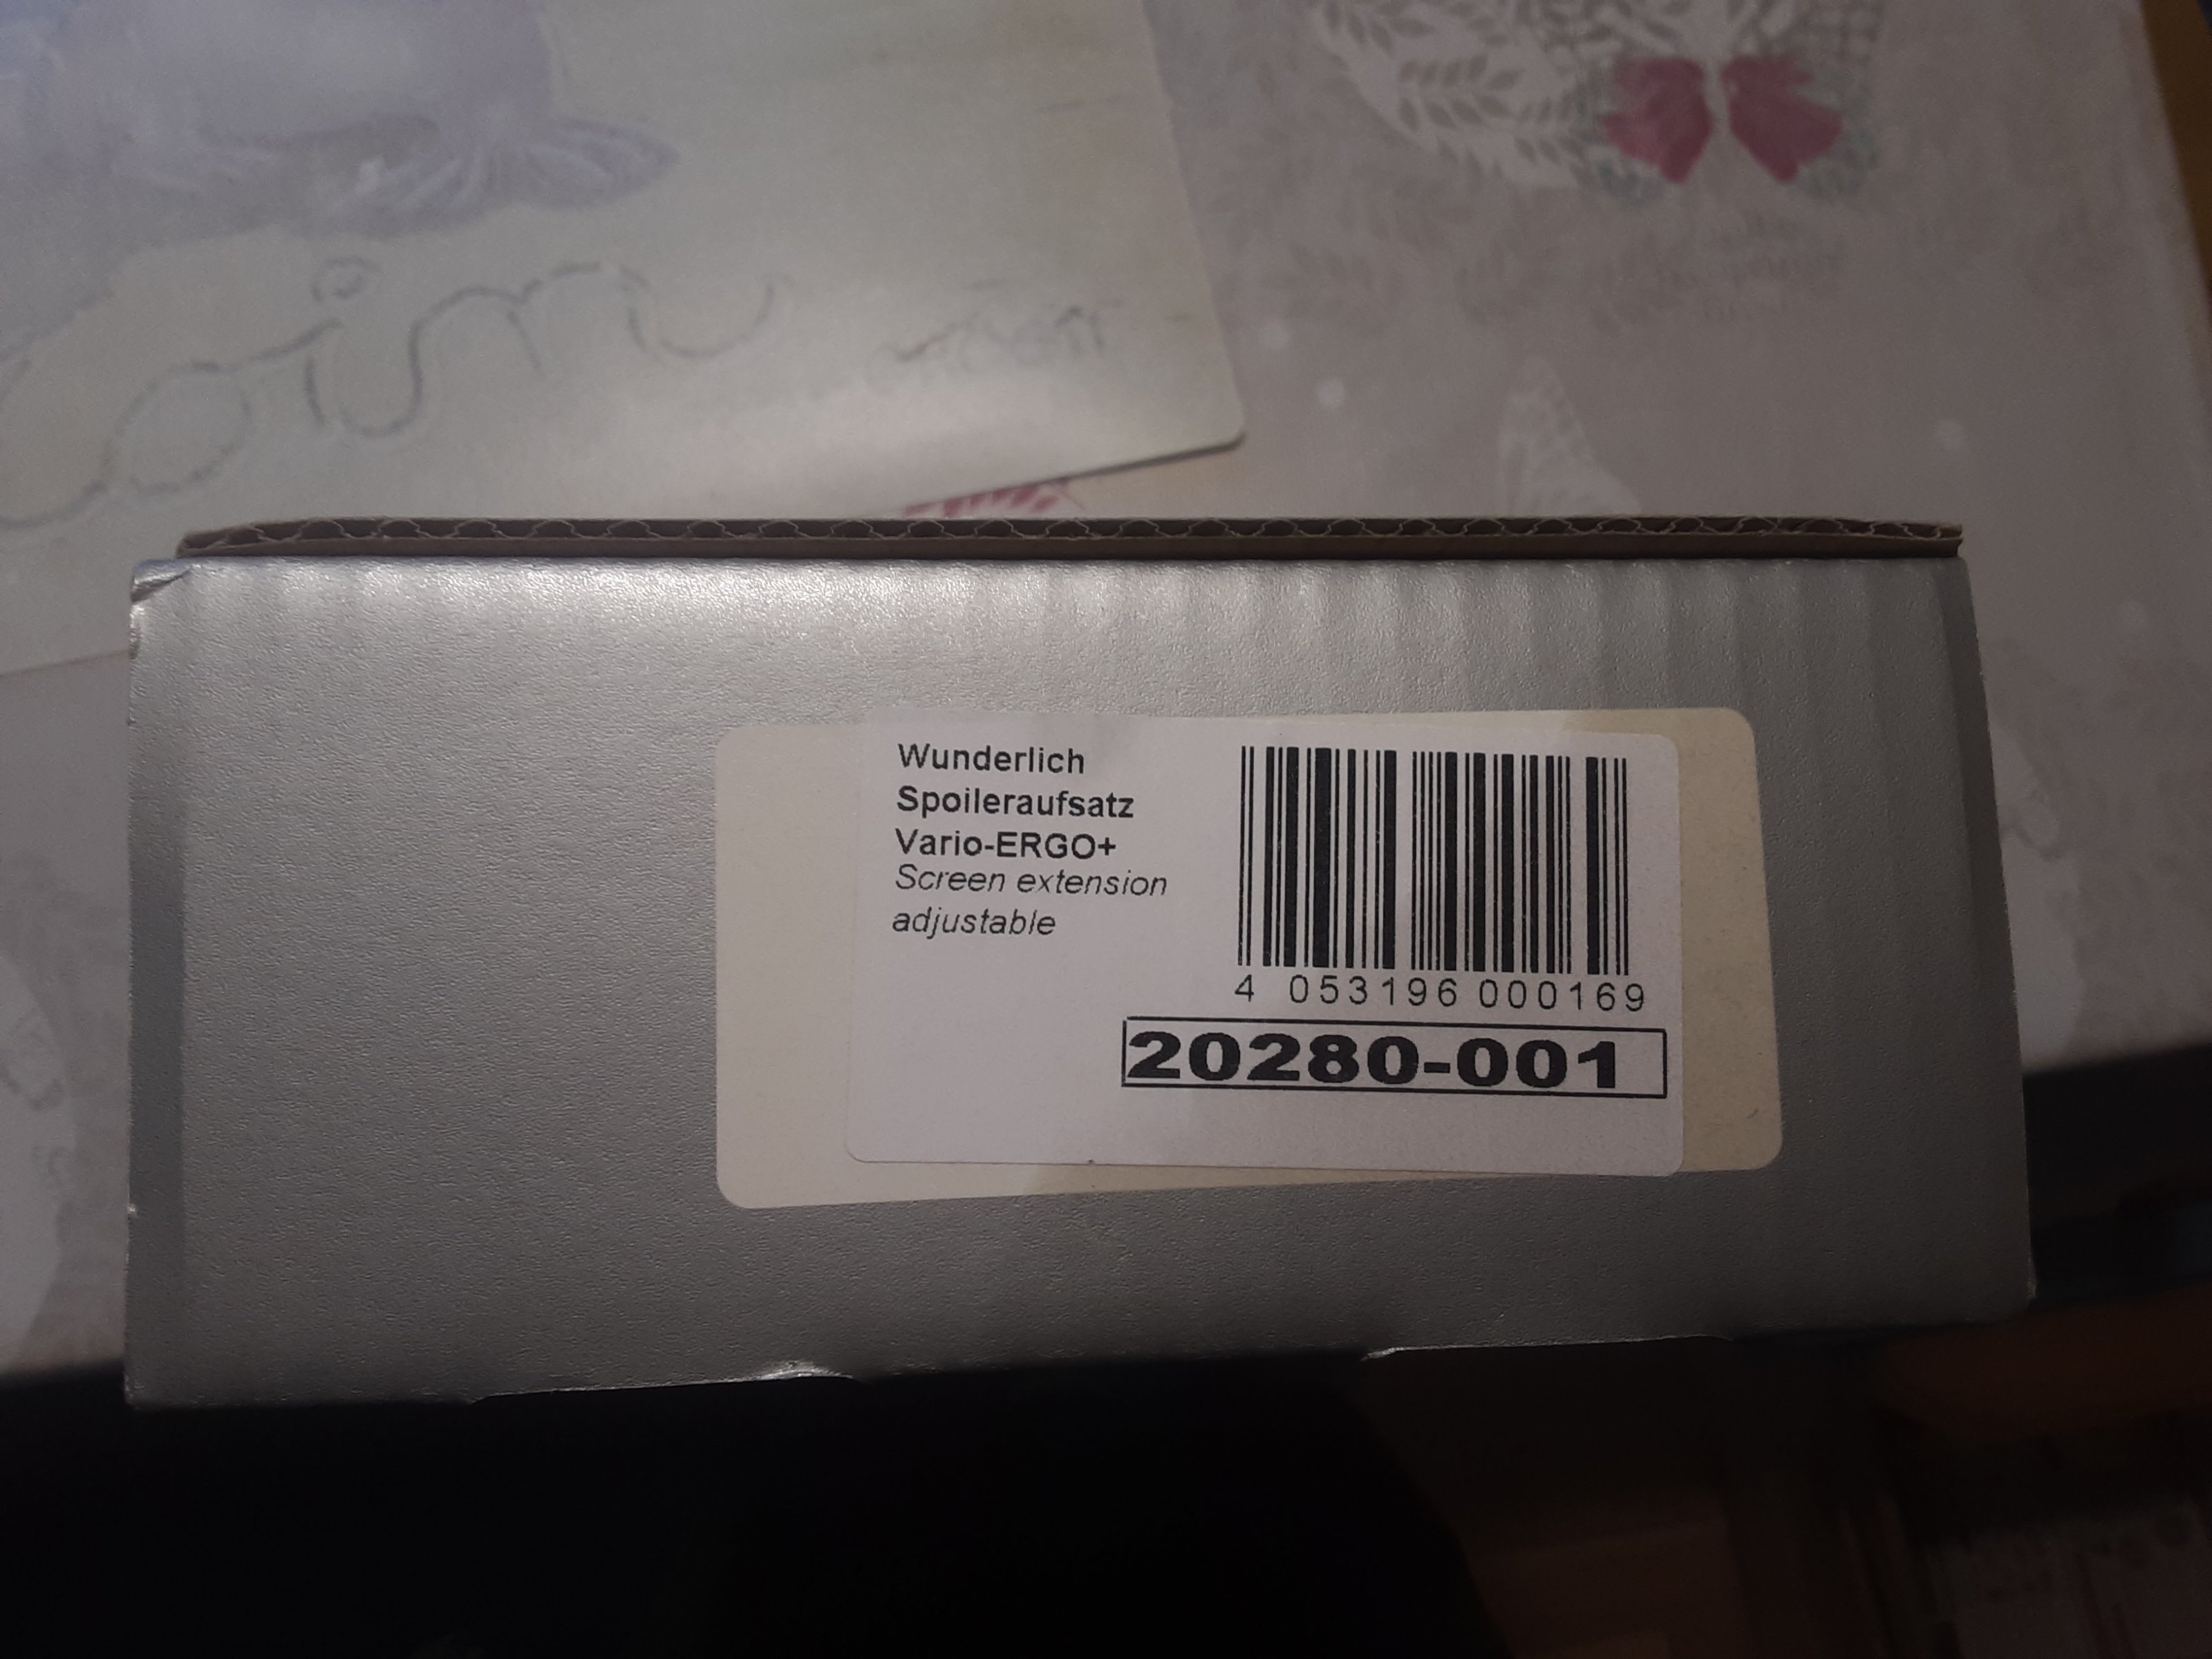 Wunderlich
Spoileraufsatz
Vario-ERGO+
Screen extension
adjustable
4 053196 000169
20280-001